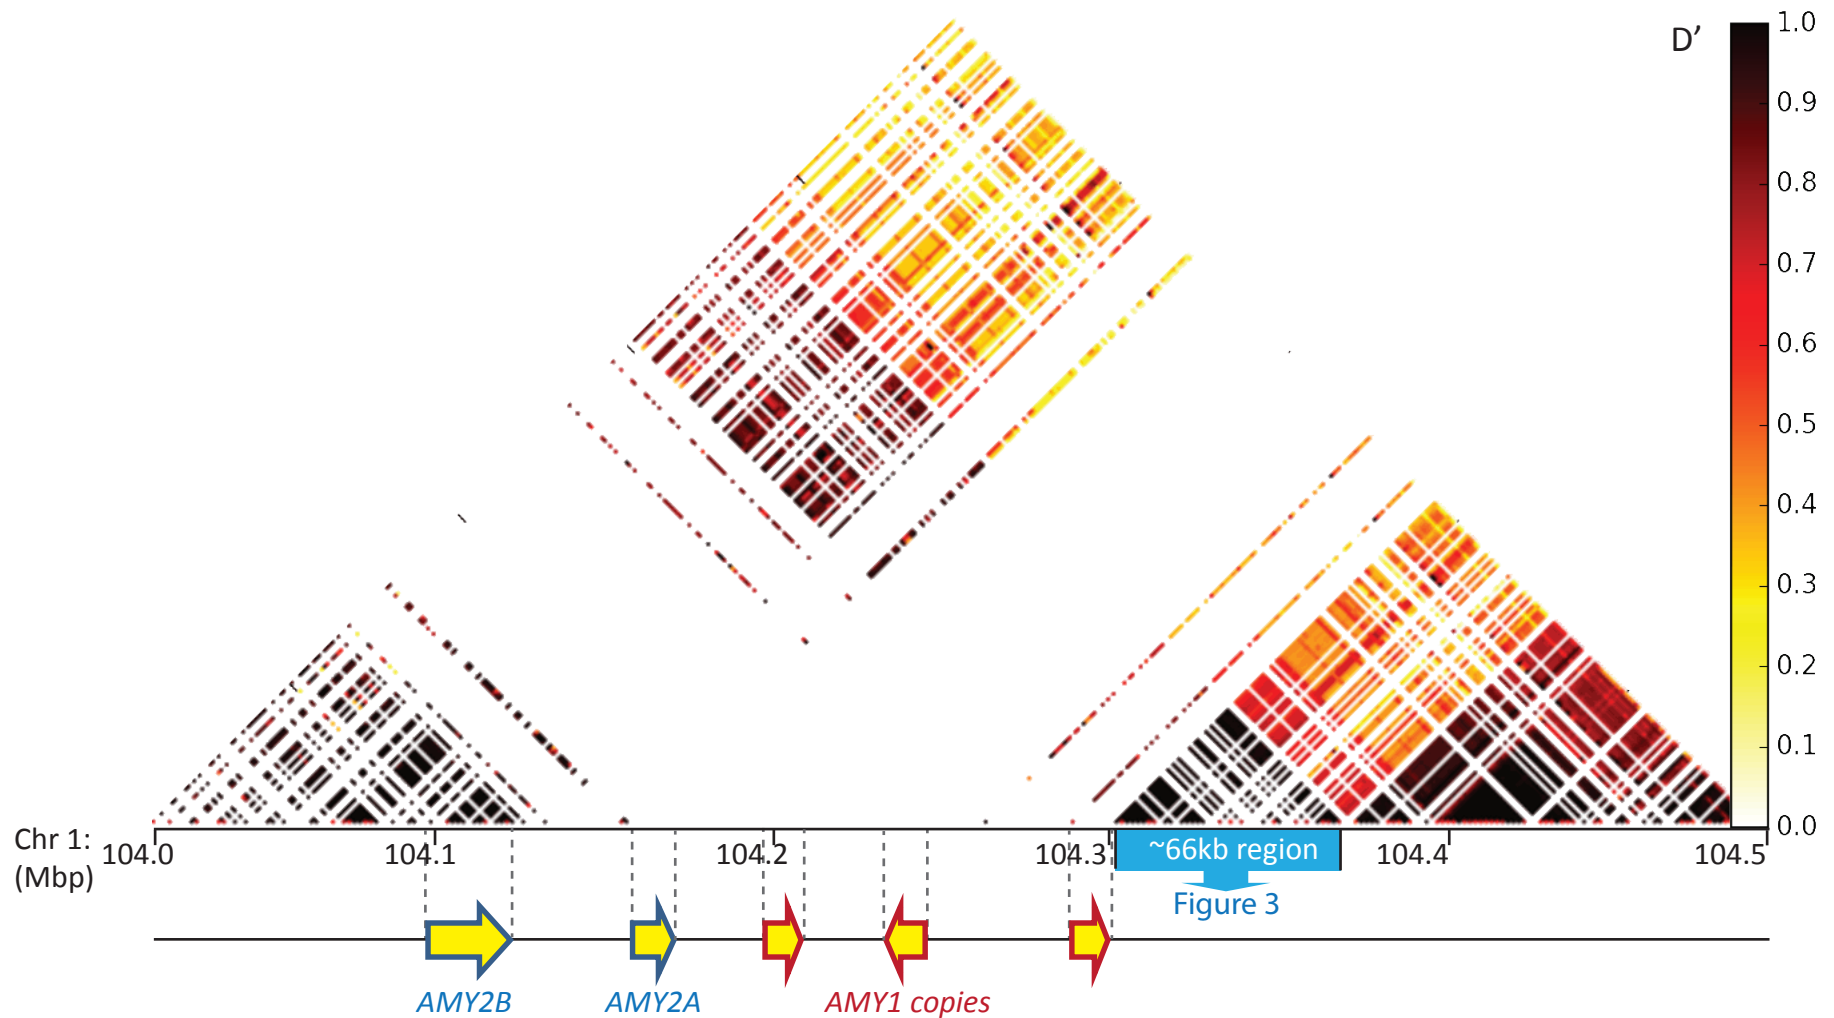 D’
1.0
0.9
0.8
0.7
0.6
0.5
0.4
0.3
0.2
0.1
0.0
Chr 1:
(Mbp)
104.0
104.1
104.2
104.3
104.4
104.5
~66kb region
Figure 3
AMY2B
AMY2A
AMY1 copies